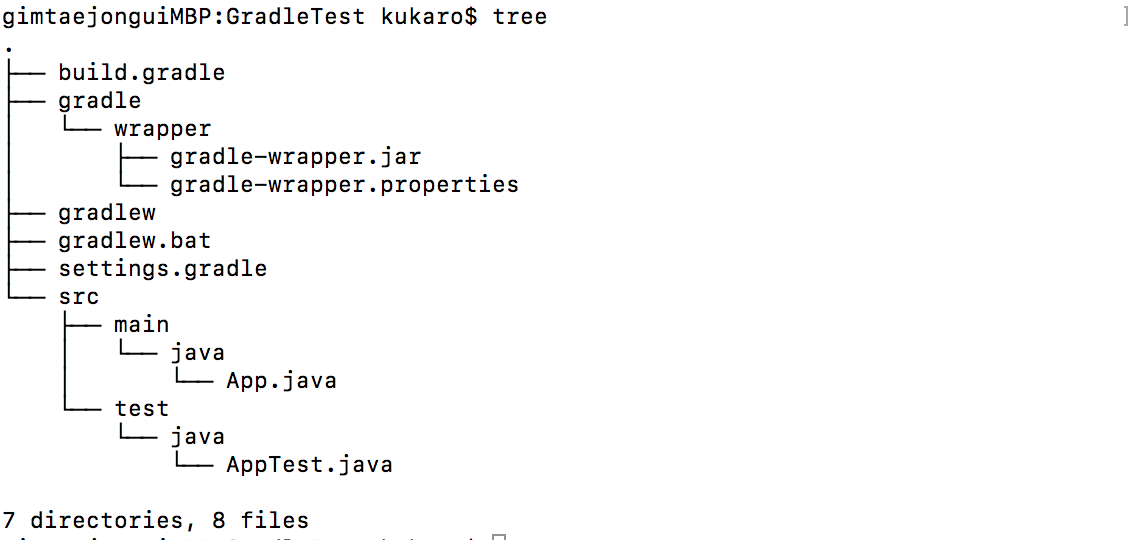 gimtaejonguiMBP:GradleTest kukaro$ tree
.
├── build.gradle
├── gradle
│   └── wrapper
│       ├── gradle-wrapper.jar
│       └── gradle-wrapper.properties
├── gradlew
├── gradlew.bat
├── settings.gradle
└── src
    ├── main
    │   └── java
    │       └── App.java
    └── test
        └── java
            └── AppTest.java

7 directories, 8 files